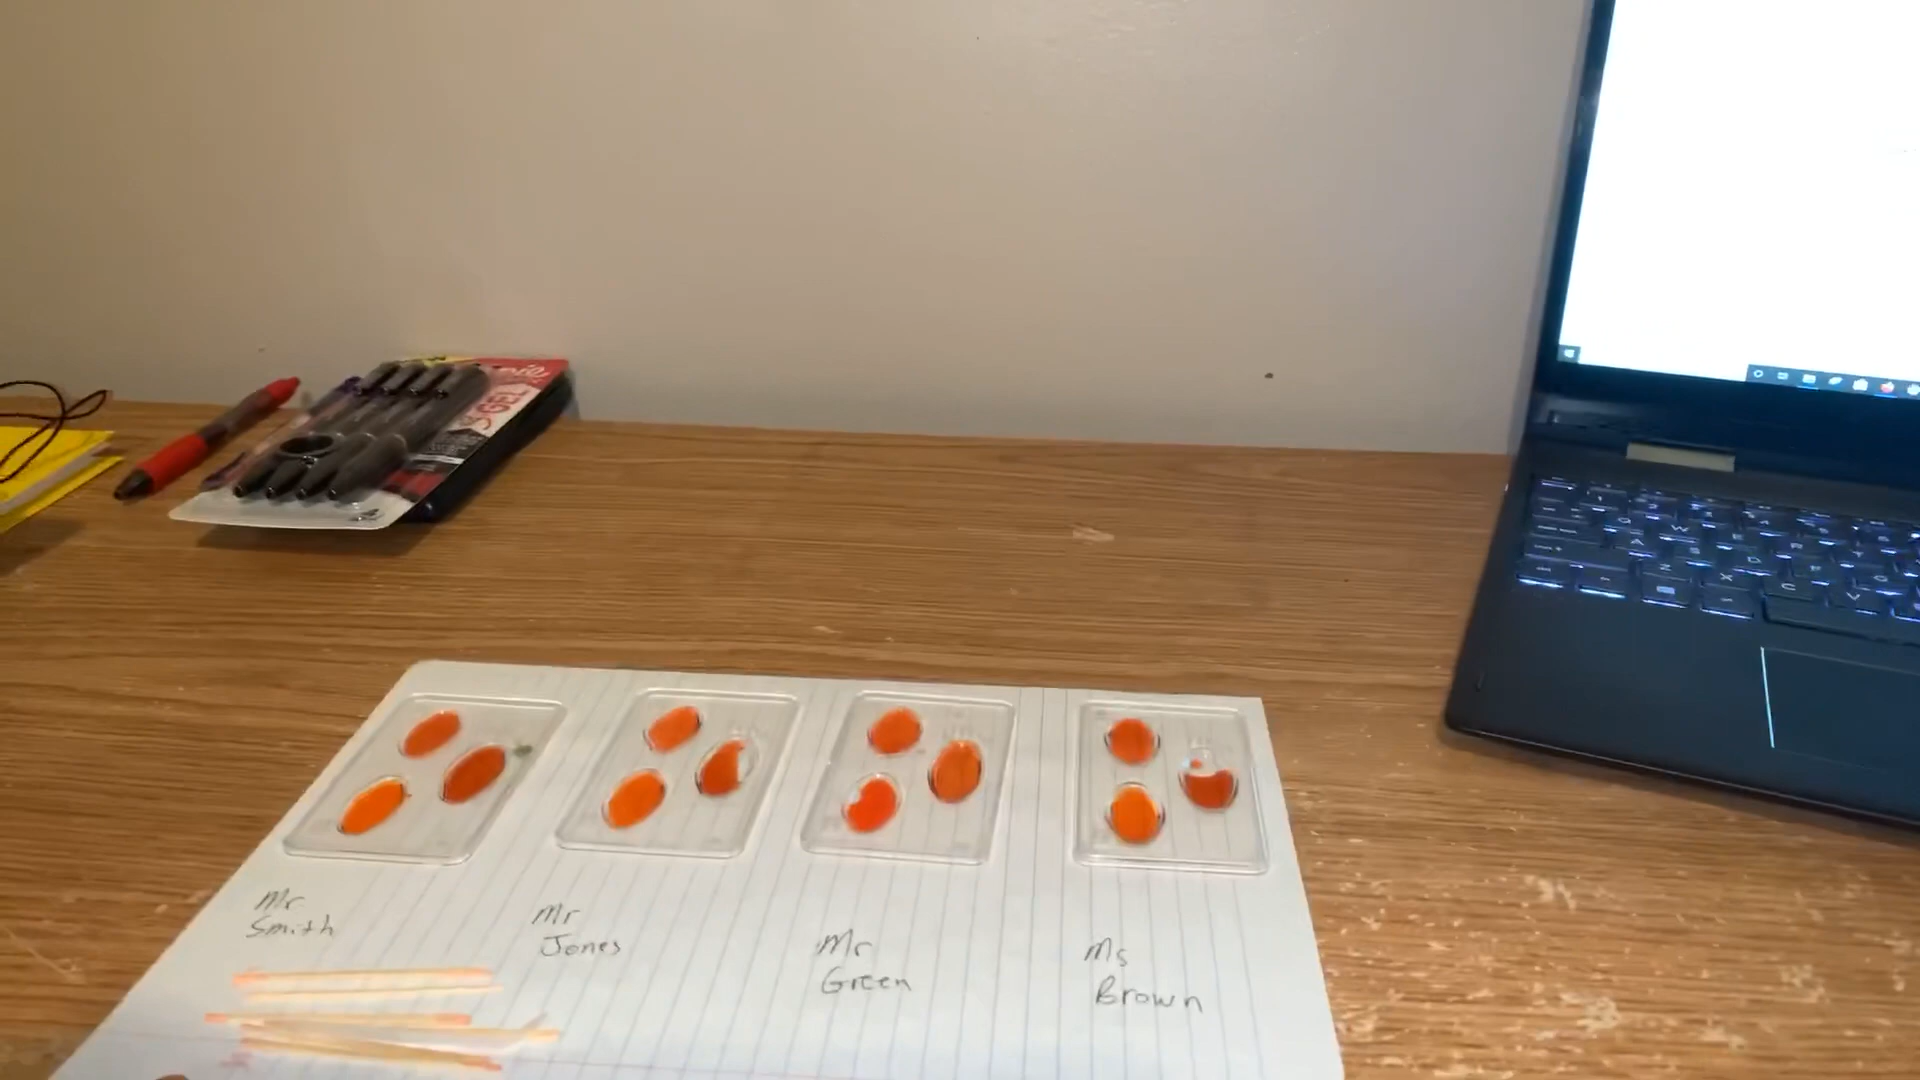 S·GEL
Mr
Smith
Mr
Jones
Mr
Green
Ms
Brown